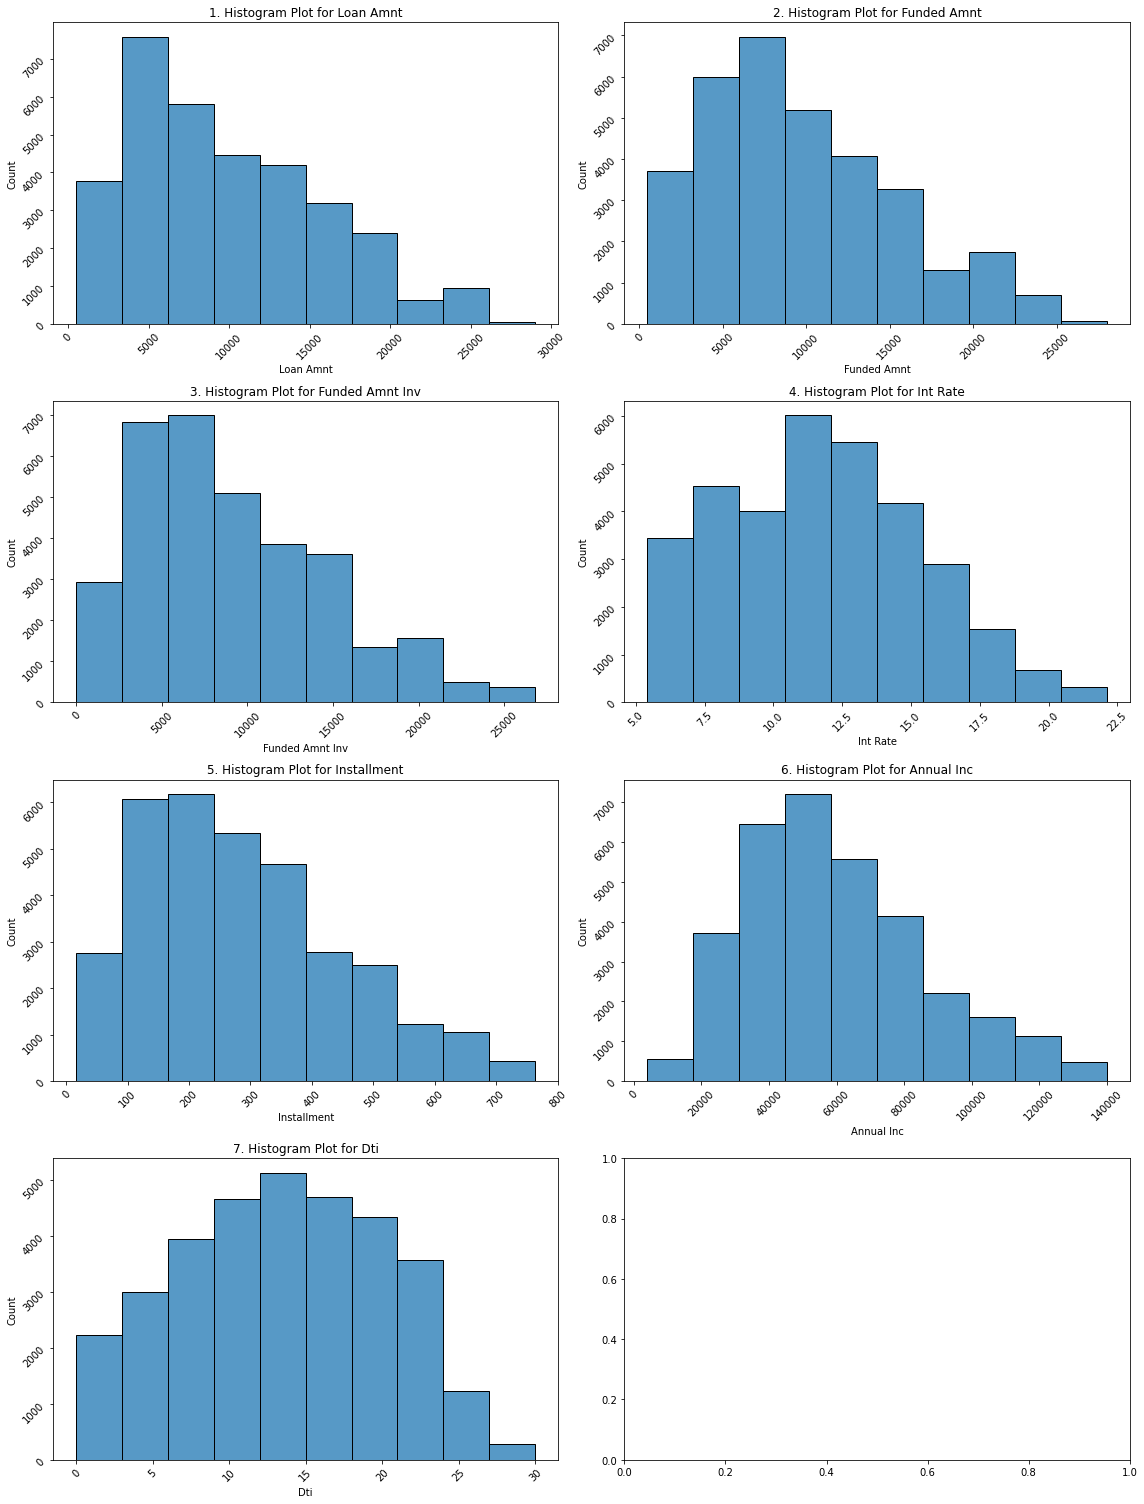 1. Histogram Plot for Loan Amnt
Count
7000
6000
5000
4000
3000
2000
1000
0
0 5000 10000 15000 20000 25000 30000
Loan Amnt
2. Histogram Plot for Funded Amnt
Count
7000
6000
5000
4000
3000
2000
1000
0
0 5000 10000 15000 20000 25000
Funded Amnt
3. Histogram Plot for Funded Amnt Inv
Count
7000
6000
5000
4000
3000
2000
1000
0
0 5000 10000 15000 20000 25000
Funded Amnt Inv
4. Histogram Plot for Int Rate
Count
6000
5000
4000
3000
2000
1000
0
5.0 7.5 10.0 12.5 15.0 17.5 20.0 22.5
Int Rate
5. Histogram Plot for Installment
Count
6000
5000
4000
3000
2000
1000
0
0 100 200 300 400 500 600 700 800
Installment
6. Histogram Plot for Annual Inc
Count
7000
6000
5000
4000
3000
2000
1000
0
0 20000 40000 60000 80000 100000 120000 140000
Annual Inc
7. Histogram Plot for Dti
Count
5000
4000
3000
2000
1000
0
0 5 10 15 20 25 30
Dti
1.0
0.8
0.6
0.4
0.2
0.0
0.0 0.2 0.4 0.6 0.8 1.0